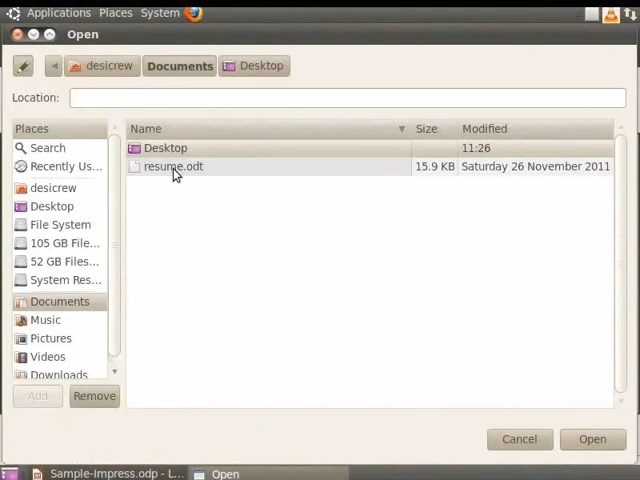 Applications Places System
Open
desicrew Documents Desktop
Location:
Places Name Size Modified
Search Desktop 11:26
Recently Us... resume.odt 15.9 KB Saturday 26 November 2011
desicrew
Desktop
File System
105 GB File...
52 GB Files...
System Res...
Documents
Music
Pictures
Videos
Downloads
Add Remove
Cancel Open
Sample-Impress.odp - L... Open